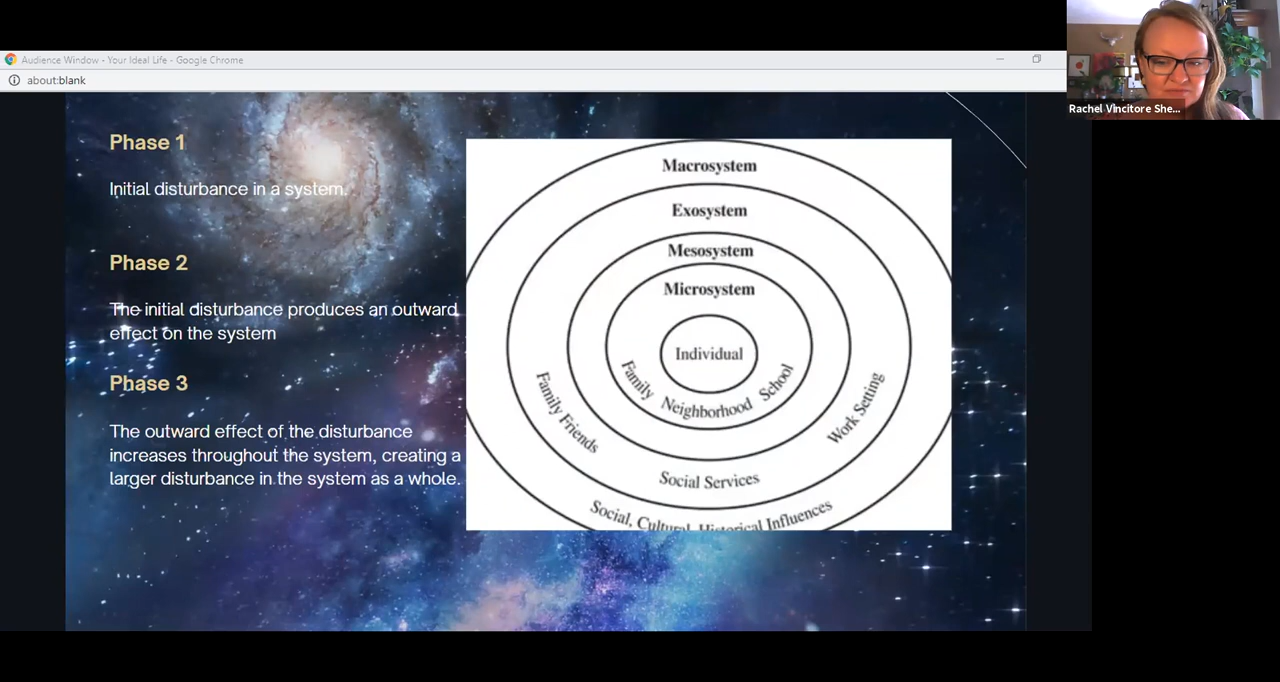 Audience Window - Your Ideal Life - Google Chrome
about:blank
Rachel Vincitore She...
Phase 1
Initial disturbance in a system.
Phase 2
The initial disturbance produces an outward
effect on the system
Phase 3
The outward effect of the disturbance
increases throughout the system, creating a
larger disturbance in the system as a whole.
Macrosystem
Exosystem
Mesosystem
Microsystem
Individual
Family
Neighborhood
School
Family Friends
Work Setting
Social Services
Social, Cultural, Historical Influences